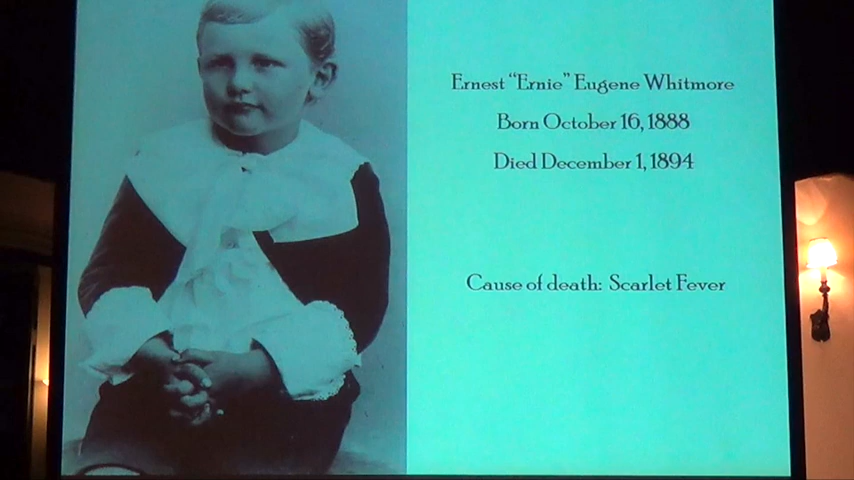 Ernest “Ernie” Eugene Whitmore
Born October 16, 1888
Died December 1, 1894
Cause of death: Scarlet Fever